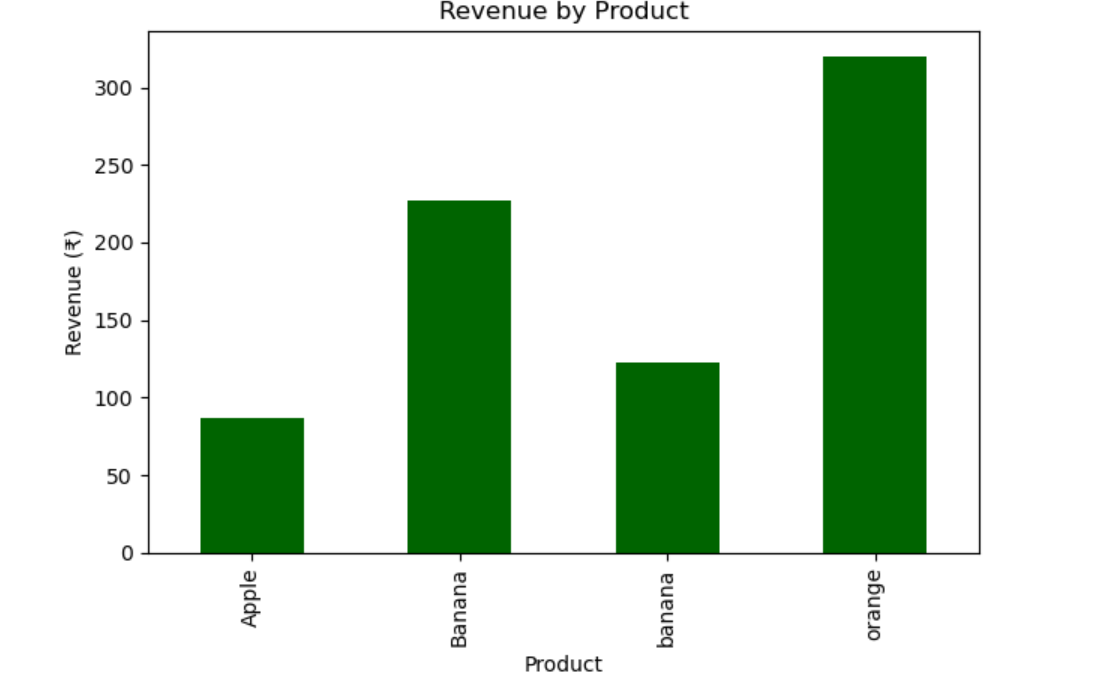 Revenue by Product
Revenue (₹)
300
250
200
150
100
50
0
Apple
Banana
banana
orange
Product